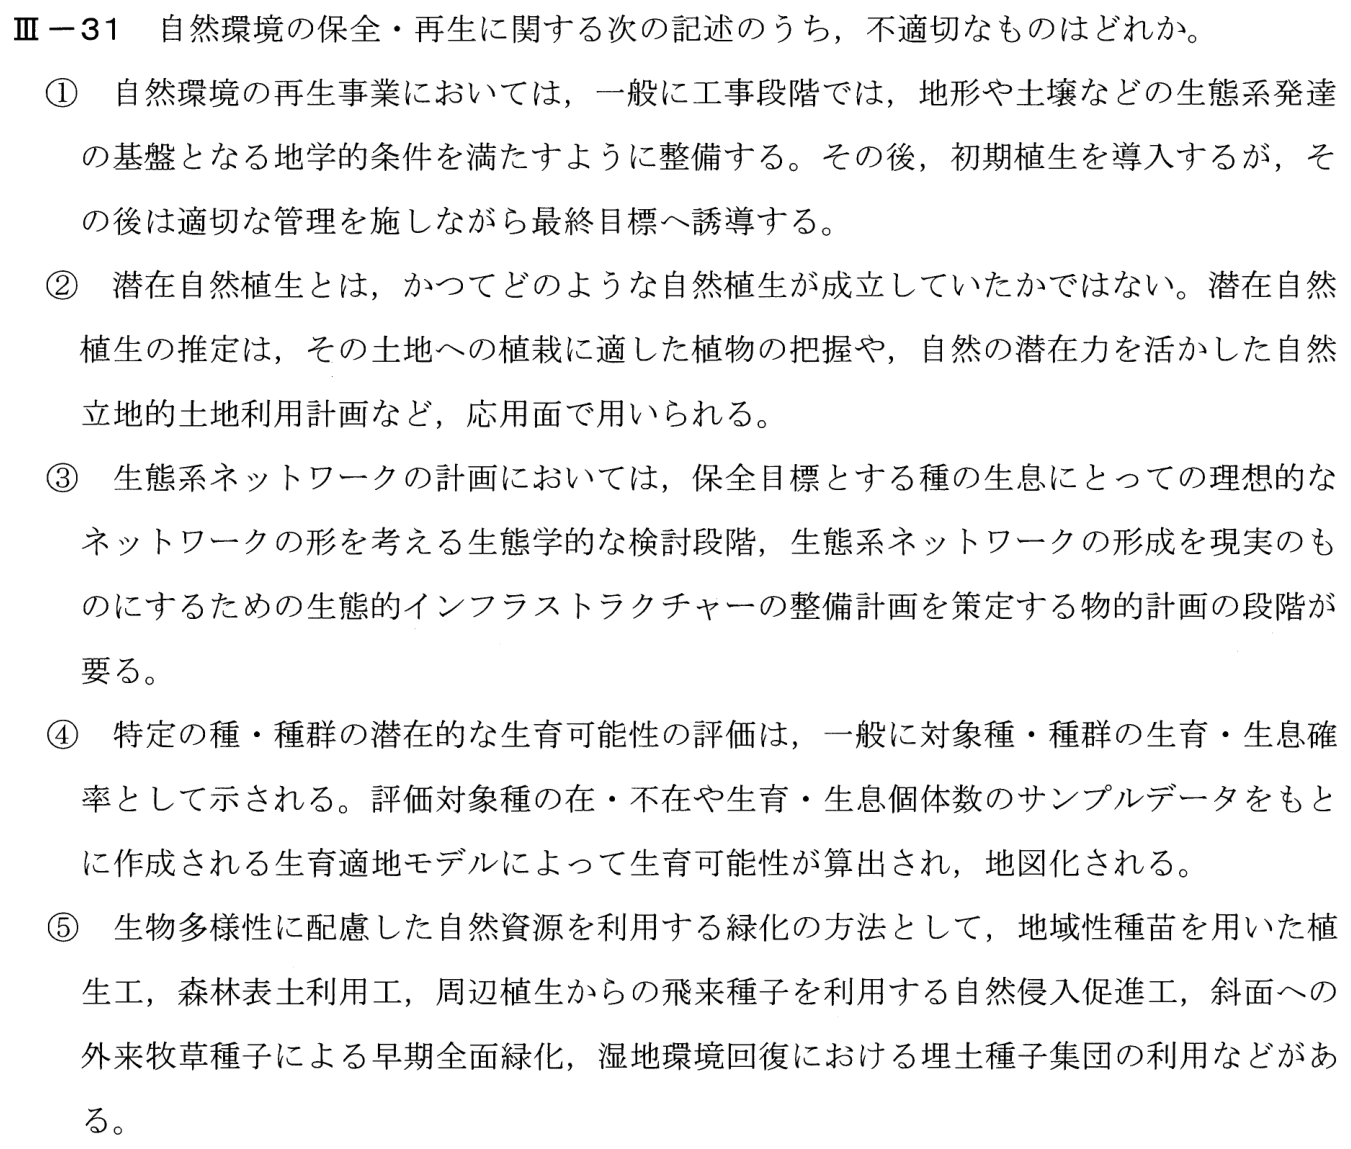 Ⅲ－31　自然環境の保全・再生に関する次の記述のうち，不適切なものはどれか。
①　自然環境の再生事業においては，一般に工事段階では，地形や土壌などの生態系発達
の基盤となる地学的条件を満たすように整備する。その後，初期植生を導入するが，そ
の後は適切な管理を施しながら最終目標へ誘導する。
②　潜在自然植生とは，かつてどのような自然植生が成立していたかではない。潜在自然
植生の推定は，その土地への植栽に適した植物の把握や，自然の潜在力を活かした自然
立地的土地利用計画など，応用面で用いられる。
③　生態系ネットワークの計画においては，保全目標とする種の生息にとっての理想的な
ネットワークの形を考える生態学的な検討段階，生態系ネットワークの形成を現実のも
のにするための生態的インフラストラクチャーの整備計画を策定する物的計画の段階が
要る。
④　特定の種・種群の潜在的な生育可能性の評価は，一般に対象種・種群の生育・生息確
率として示される。評価対象種の在・不在や生育・生息個体数のサンプルデータをもと
に作成される生育適地モデルによって生育可能性が算出され，地図化される。
⑤　生物多様性に配慮した自然資源を利用する緑化の方法として，地域性種苗を用いた植
生工，森林表土利用工，周辺植生からの飛来種子を利用する自然侵入促進工，斜面への
外来牧草種子による早期全面緑化，湿地環境回復における埋土種子集団の利用などがあ
る。